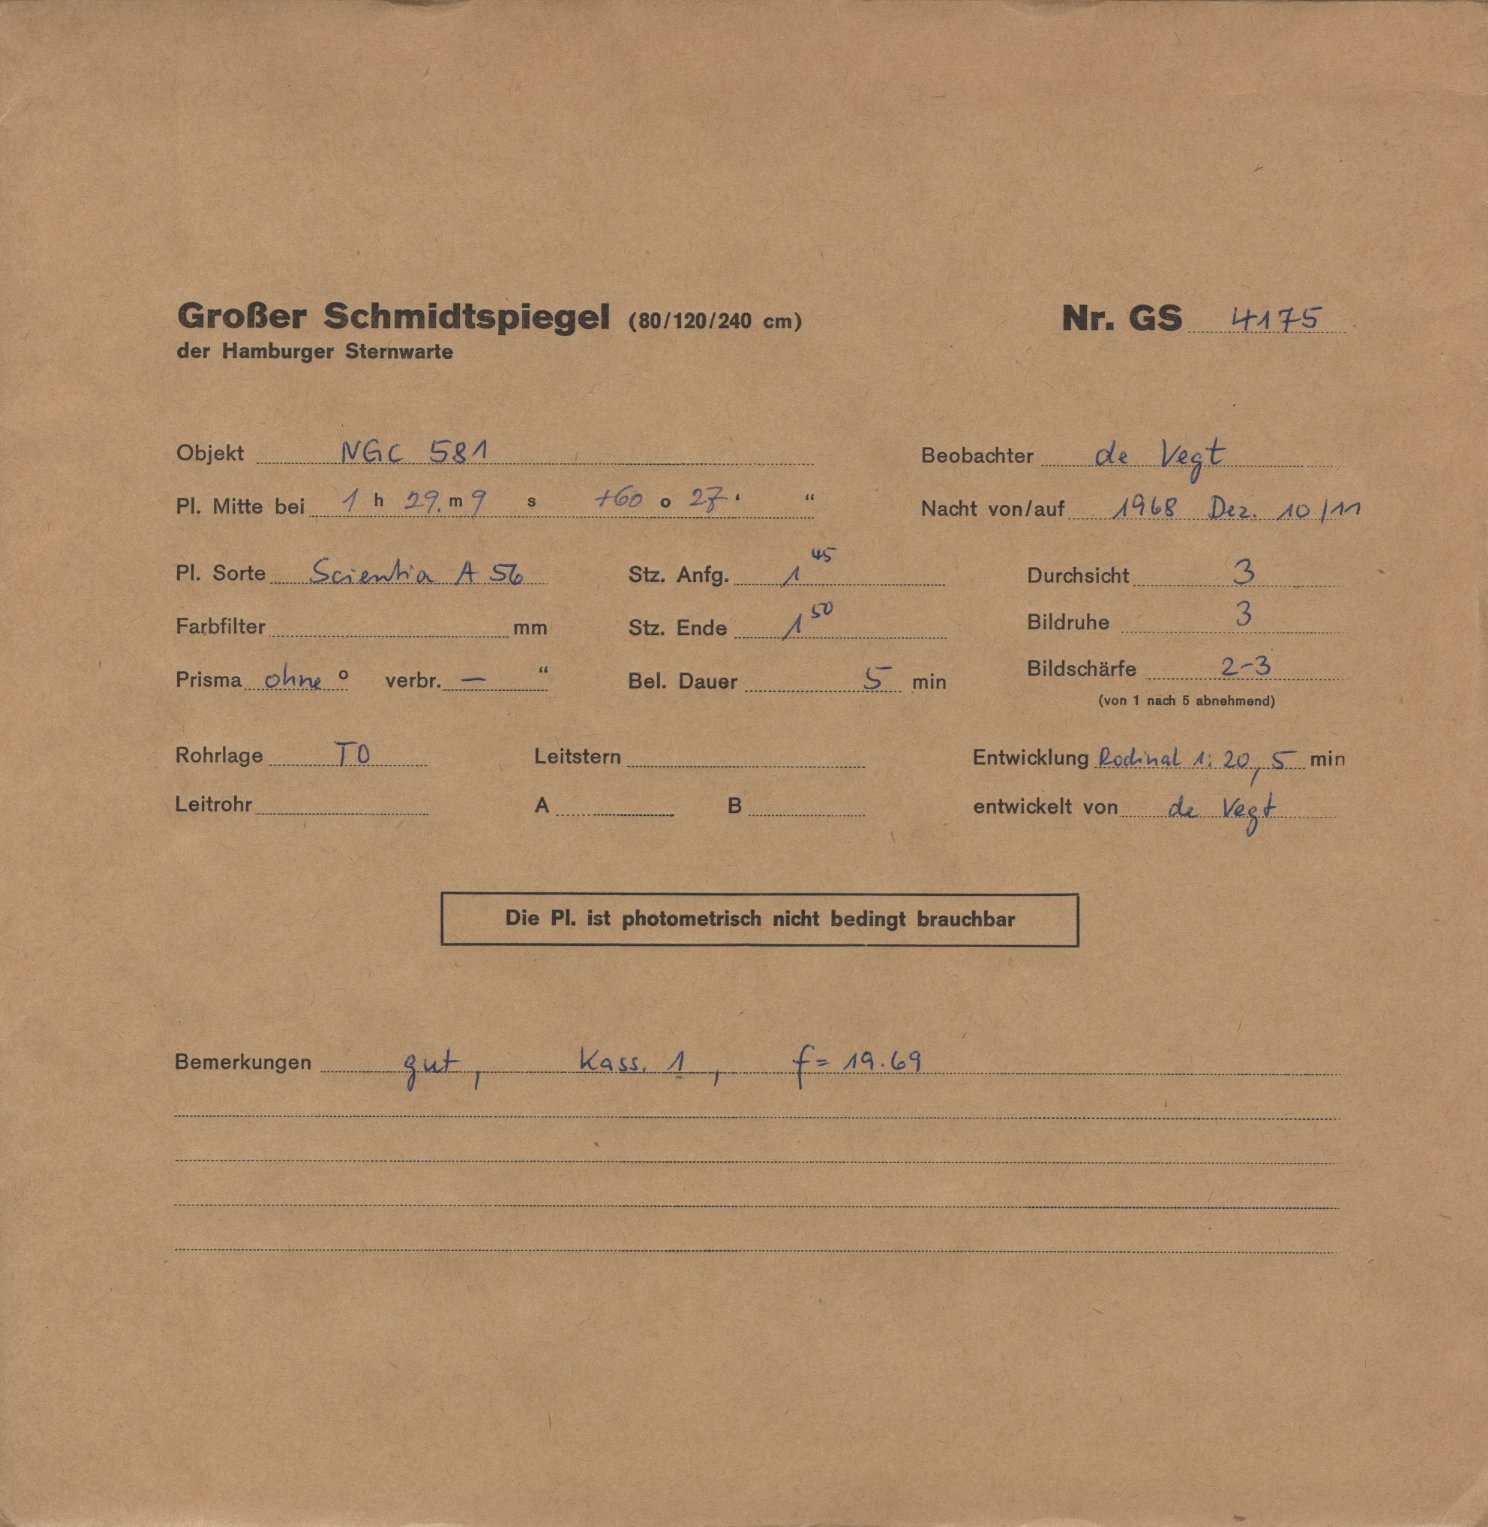 Großer Schmidtspiegel (80/120/240 cm) Nr. GS 4175
der Hamburger Sternwarte
Objekt NGC 581 Beobachter de Vegt
Pl. Mitte bei 1 h 29. m 9 s +60 o 27 ‘ “ Nacht von/auf 1968 Dez. 10/11
Pl. Sorte Scientia A 56 Stz. Anfg. 1 45 Durchsicht 3
Farbfilter mm Stz. Ende 1 50 Bildruhe 3
Prisma ohne o verbr. — “ Bel. Dauer 5 min Bildschärfe 2-3
(von 1 nach 5 abnehmend)
Rohrlage TO Leitstern Entwicklung Rodinal 1:20, 5 min
Leitrohr A B entwickelt von de Vegt
Die Pl. ist photometrisch nicht bedingt brauchbar
Bemerkungen gut, Kass. 1, f= 19.69